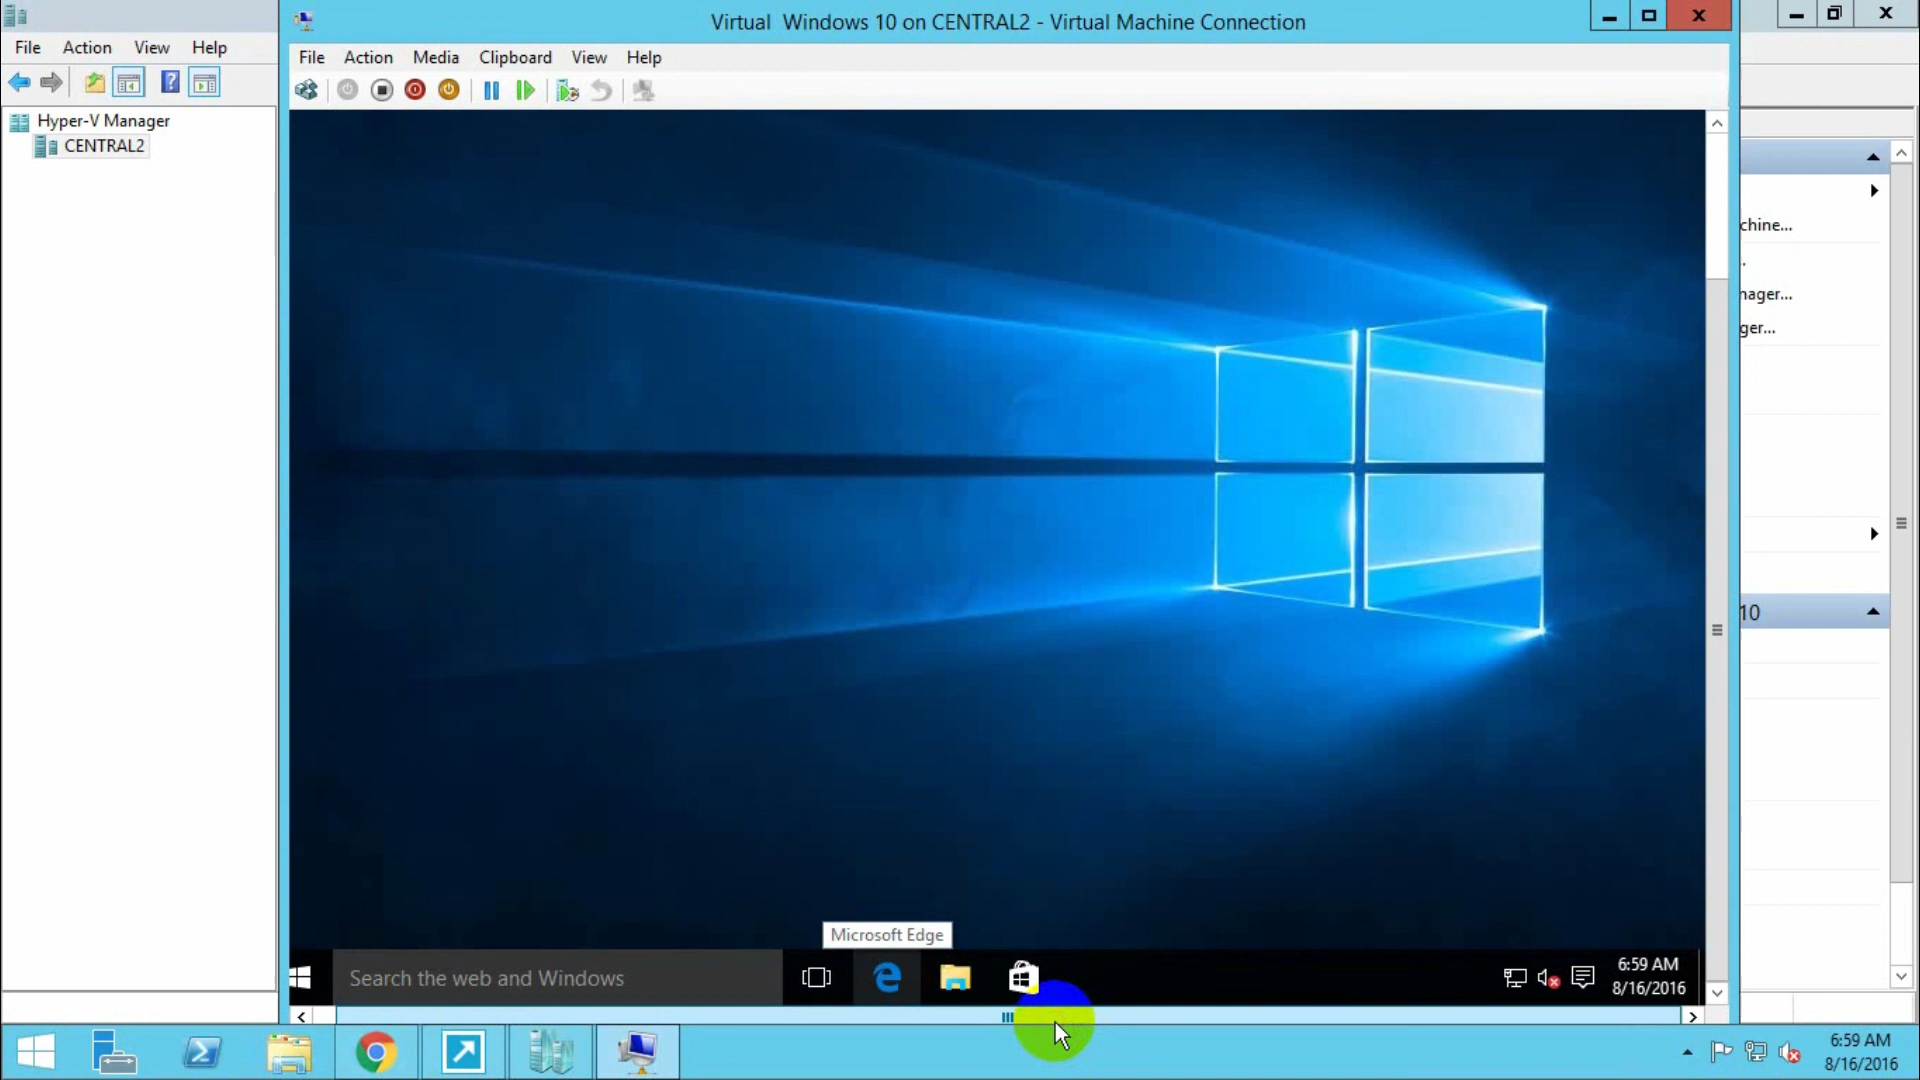 Virtual  Windows 10 on CENTRAL2 - Virtual Machine Connection
File Action View Help
File Action Media Clipboard View Help
Hyper-V Manager
CENTRAL2
chine...
nager...
ger...
10
Microsoft Edge
Search the web and Windows
6:59 AM
8/16/2016
6:59 AM
8/16/2016